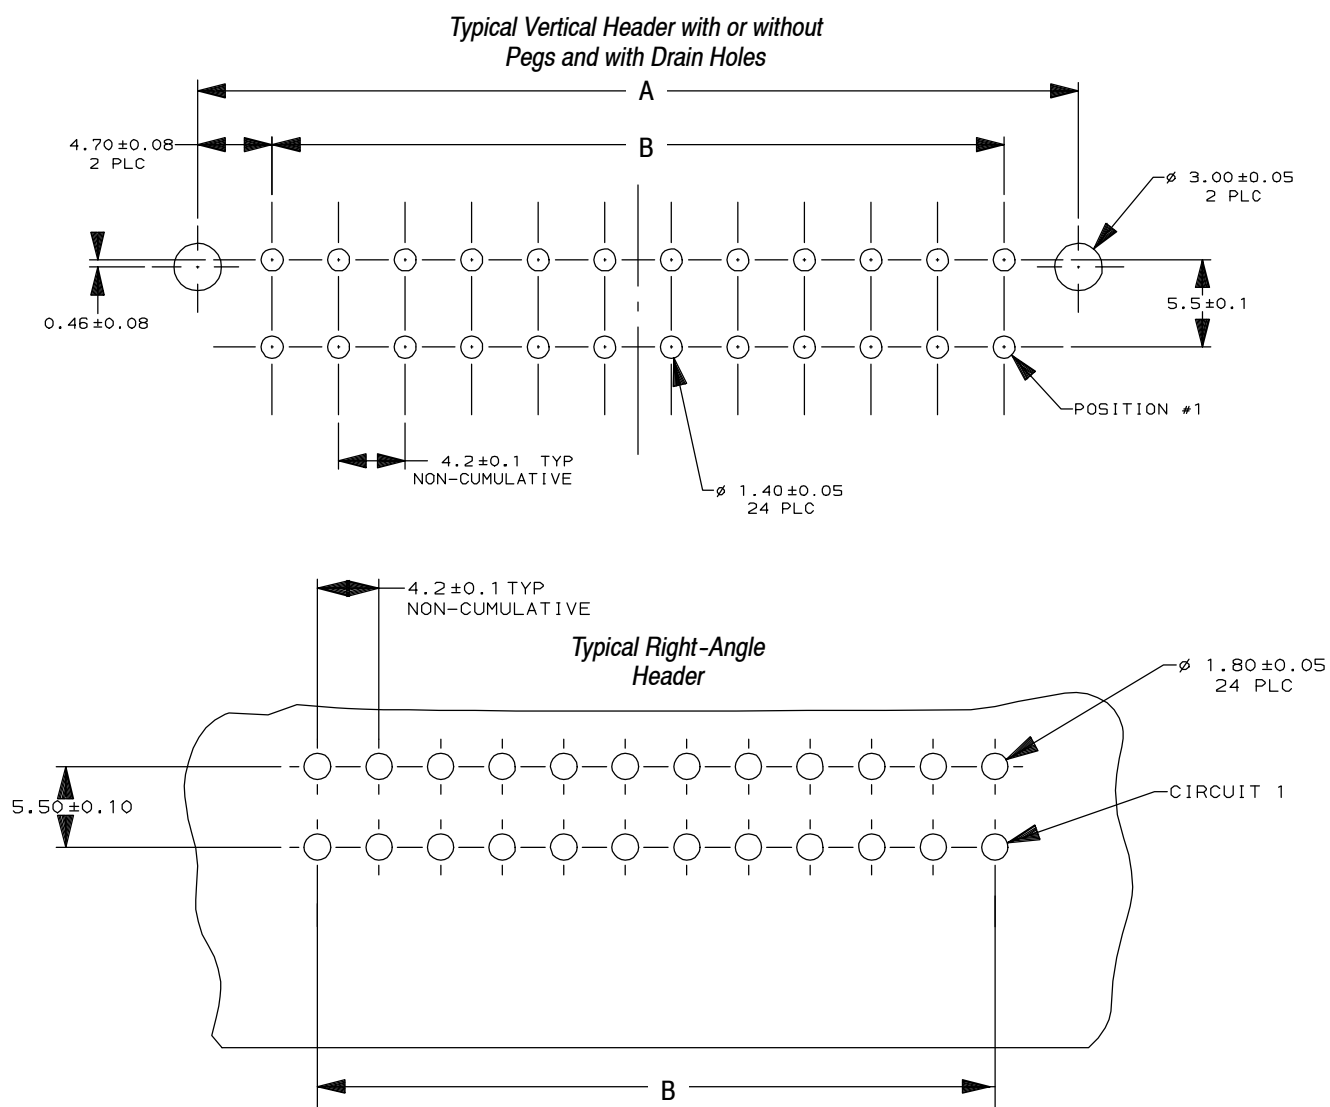 Typical Vertical Header with or without
Pegs and with Drain Holes
A
4.70±0.08
2 PLC
B
ø 3.00±0.05
2 PLC
0.46±0.08
5.5±0.1
POSITION #1
4.2±0.1 TYP
NON-CUMULATIVE
ø 1.40±0.05
24 PLC
4.2±0.1 TYP
NON-CUMULATIVE
Typical Right-Angle
Header
ø 1.80±0.05
24 PLC
5.50±0.10
CIRCUIT 1
B